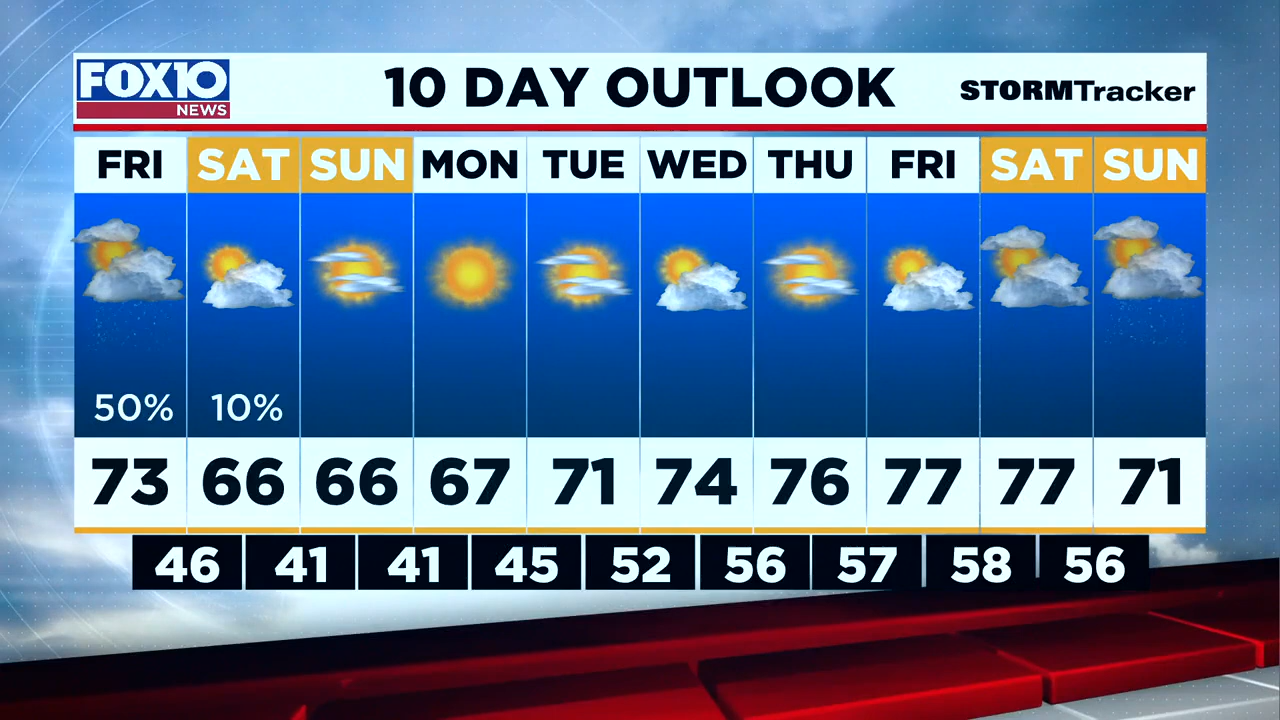 FOX10
NEWS
10 DAY OUTLOOK
STORMTracker
FRI SAT SUN MON TUE WED THU FRI SAT SUN
50% 10%
73 66 66 67 71 74 76 77 77 71
46 41 41 45 52 56 57 58 56